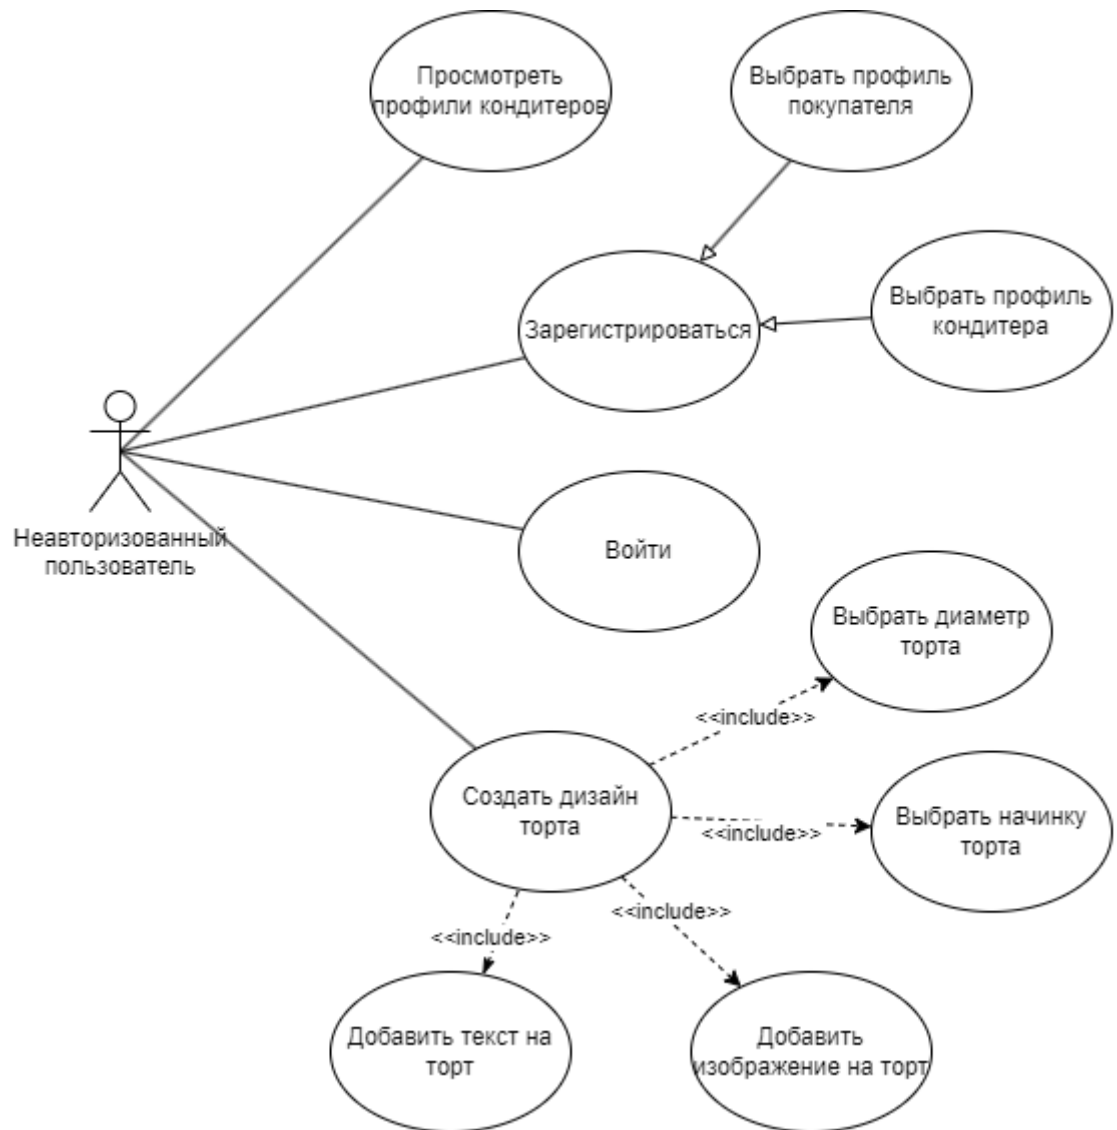 Просмотреть
профили кондитеров
Выбрать профиль
покупателя
Выбрать профиль
кондитера
Зарегистрироваться
Неавторизованный
пользователь
Войти
Выбрать диаметр
торта
<<include>>
Создать дизайн
торта
<<include>>
Выбрать начинку
торта
<<include>>
<<include>>
Добавить текст на
торт
Добавить
изображение на торт